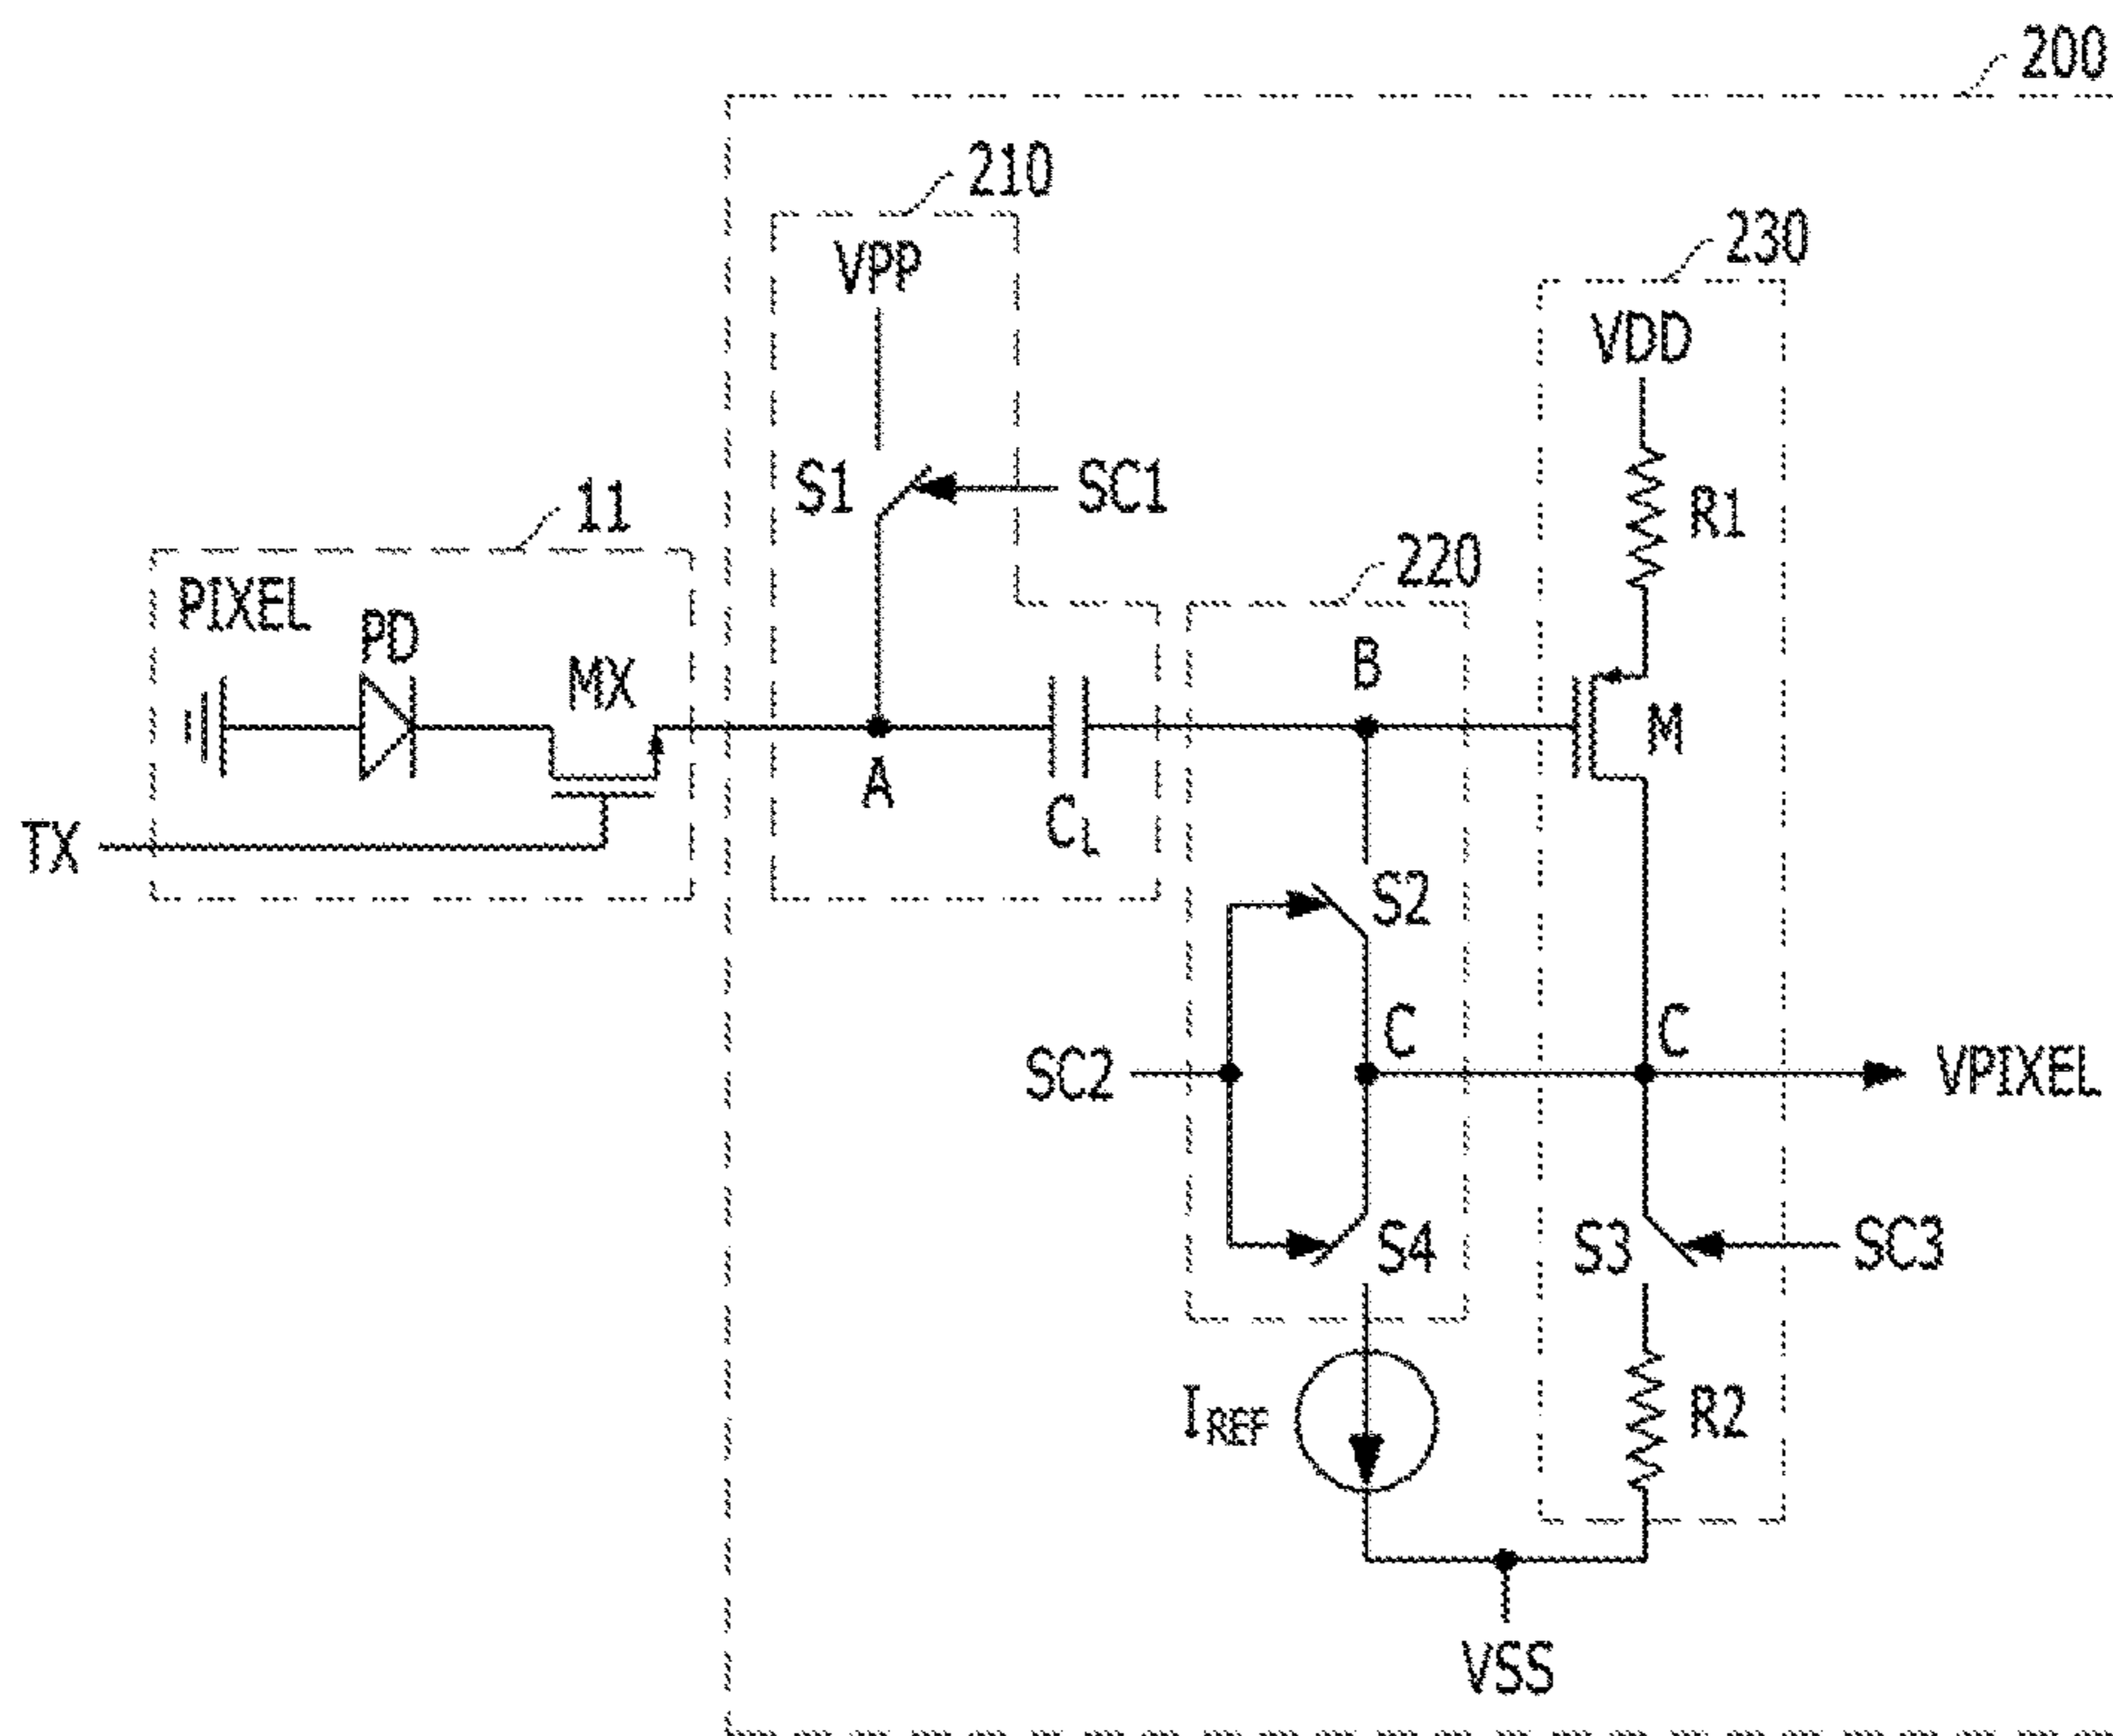 200
210
VPP
230
VDD
S1
SC1
R1
11
220
PIXEL
PD
MX
B
M
A
CL
TX
S2
C
C
SC2
VPIXEL
S4
S3
SC3
IREF
R2
VSS